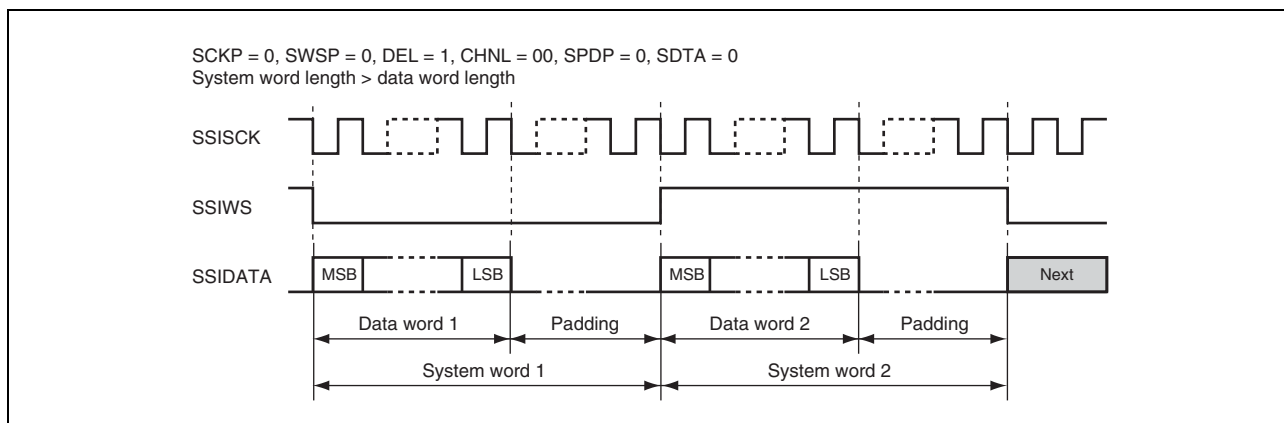 SCKP = 0, SWSP = 0, DEL = 1, CHNL = 00, SPDP = 0, SDTA = 0
System word length > data word length
SSISCK
SSIWS
SSIDATA
MSB
LSB
MSB
LSB
Next
Data word 1
Padding
Data word 2
Padding
System word 1
System word 2